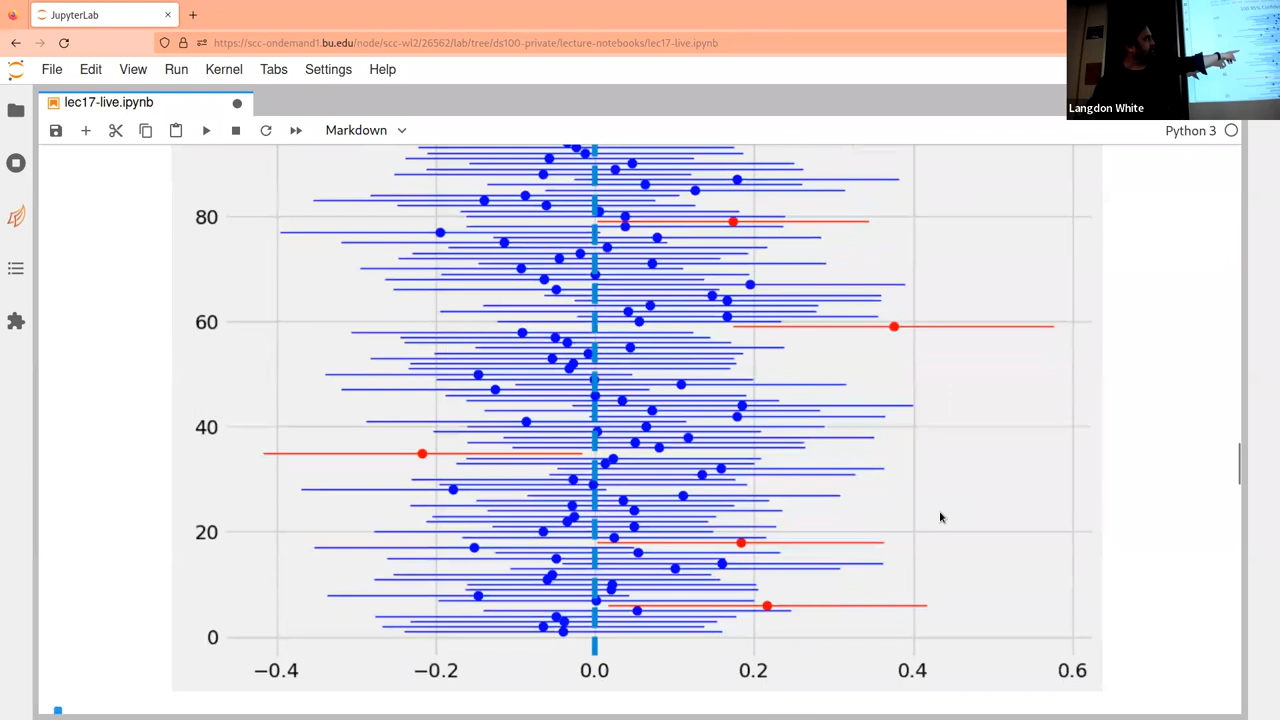 JupyterLab
https://scc-ondemand1.bu.edu/node/scc-wl2/26562/lab/tree/ds100-private/lecture-notebooks/lec17-live.ipynb
File Edit View Run Kernel Tabs Settings Help
Langdon White
lec17-live.ipynb
Markdown
Python 3
80
60
40
20
0
−0.4 −0.2 0.0 0.2 0.4 0.6